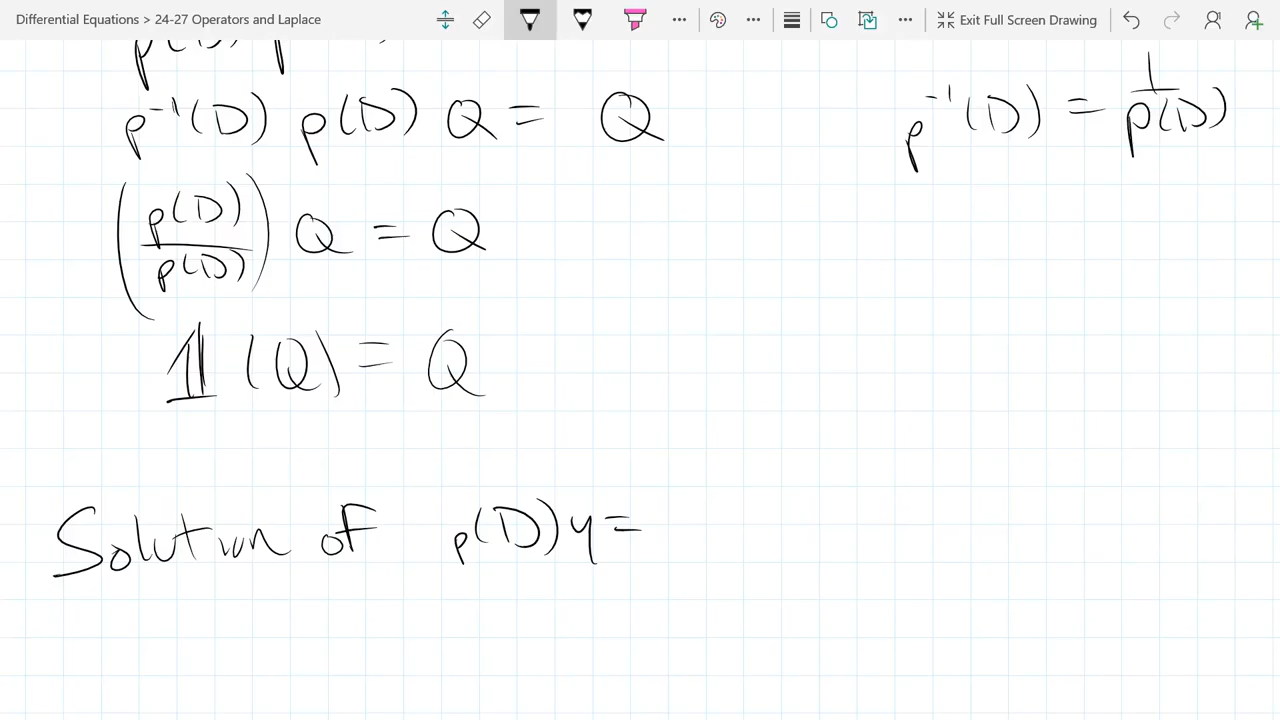 Differential Equations > 24-27 Operators and Laplace
Exit Full Screen Drawing
p⁻¹(D) p(D) Q = Q
p⁻¹(D) = 1/p(D)
(p(D)/p(D)) Q = Q
𝟙 (Q) = Q
Solution of p(D)y =